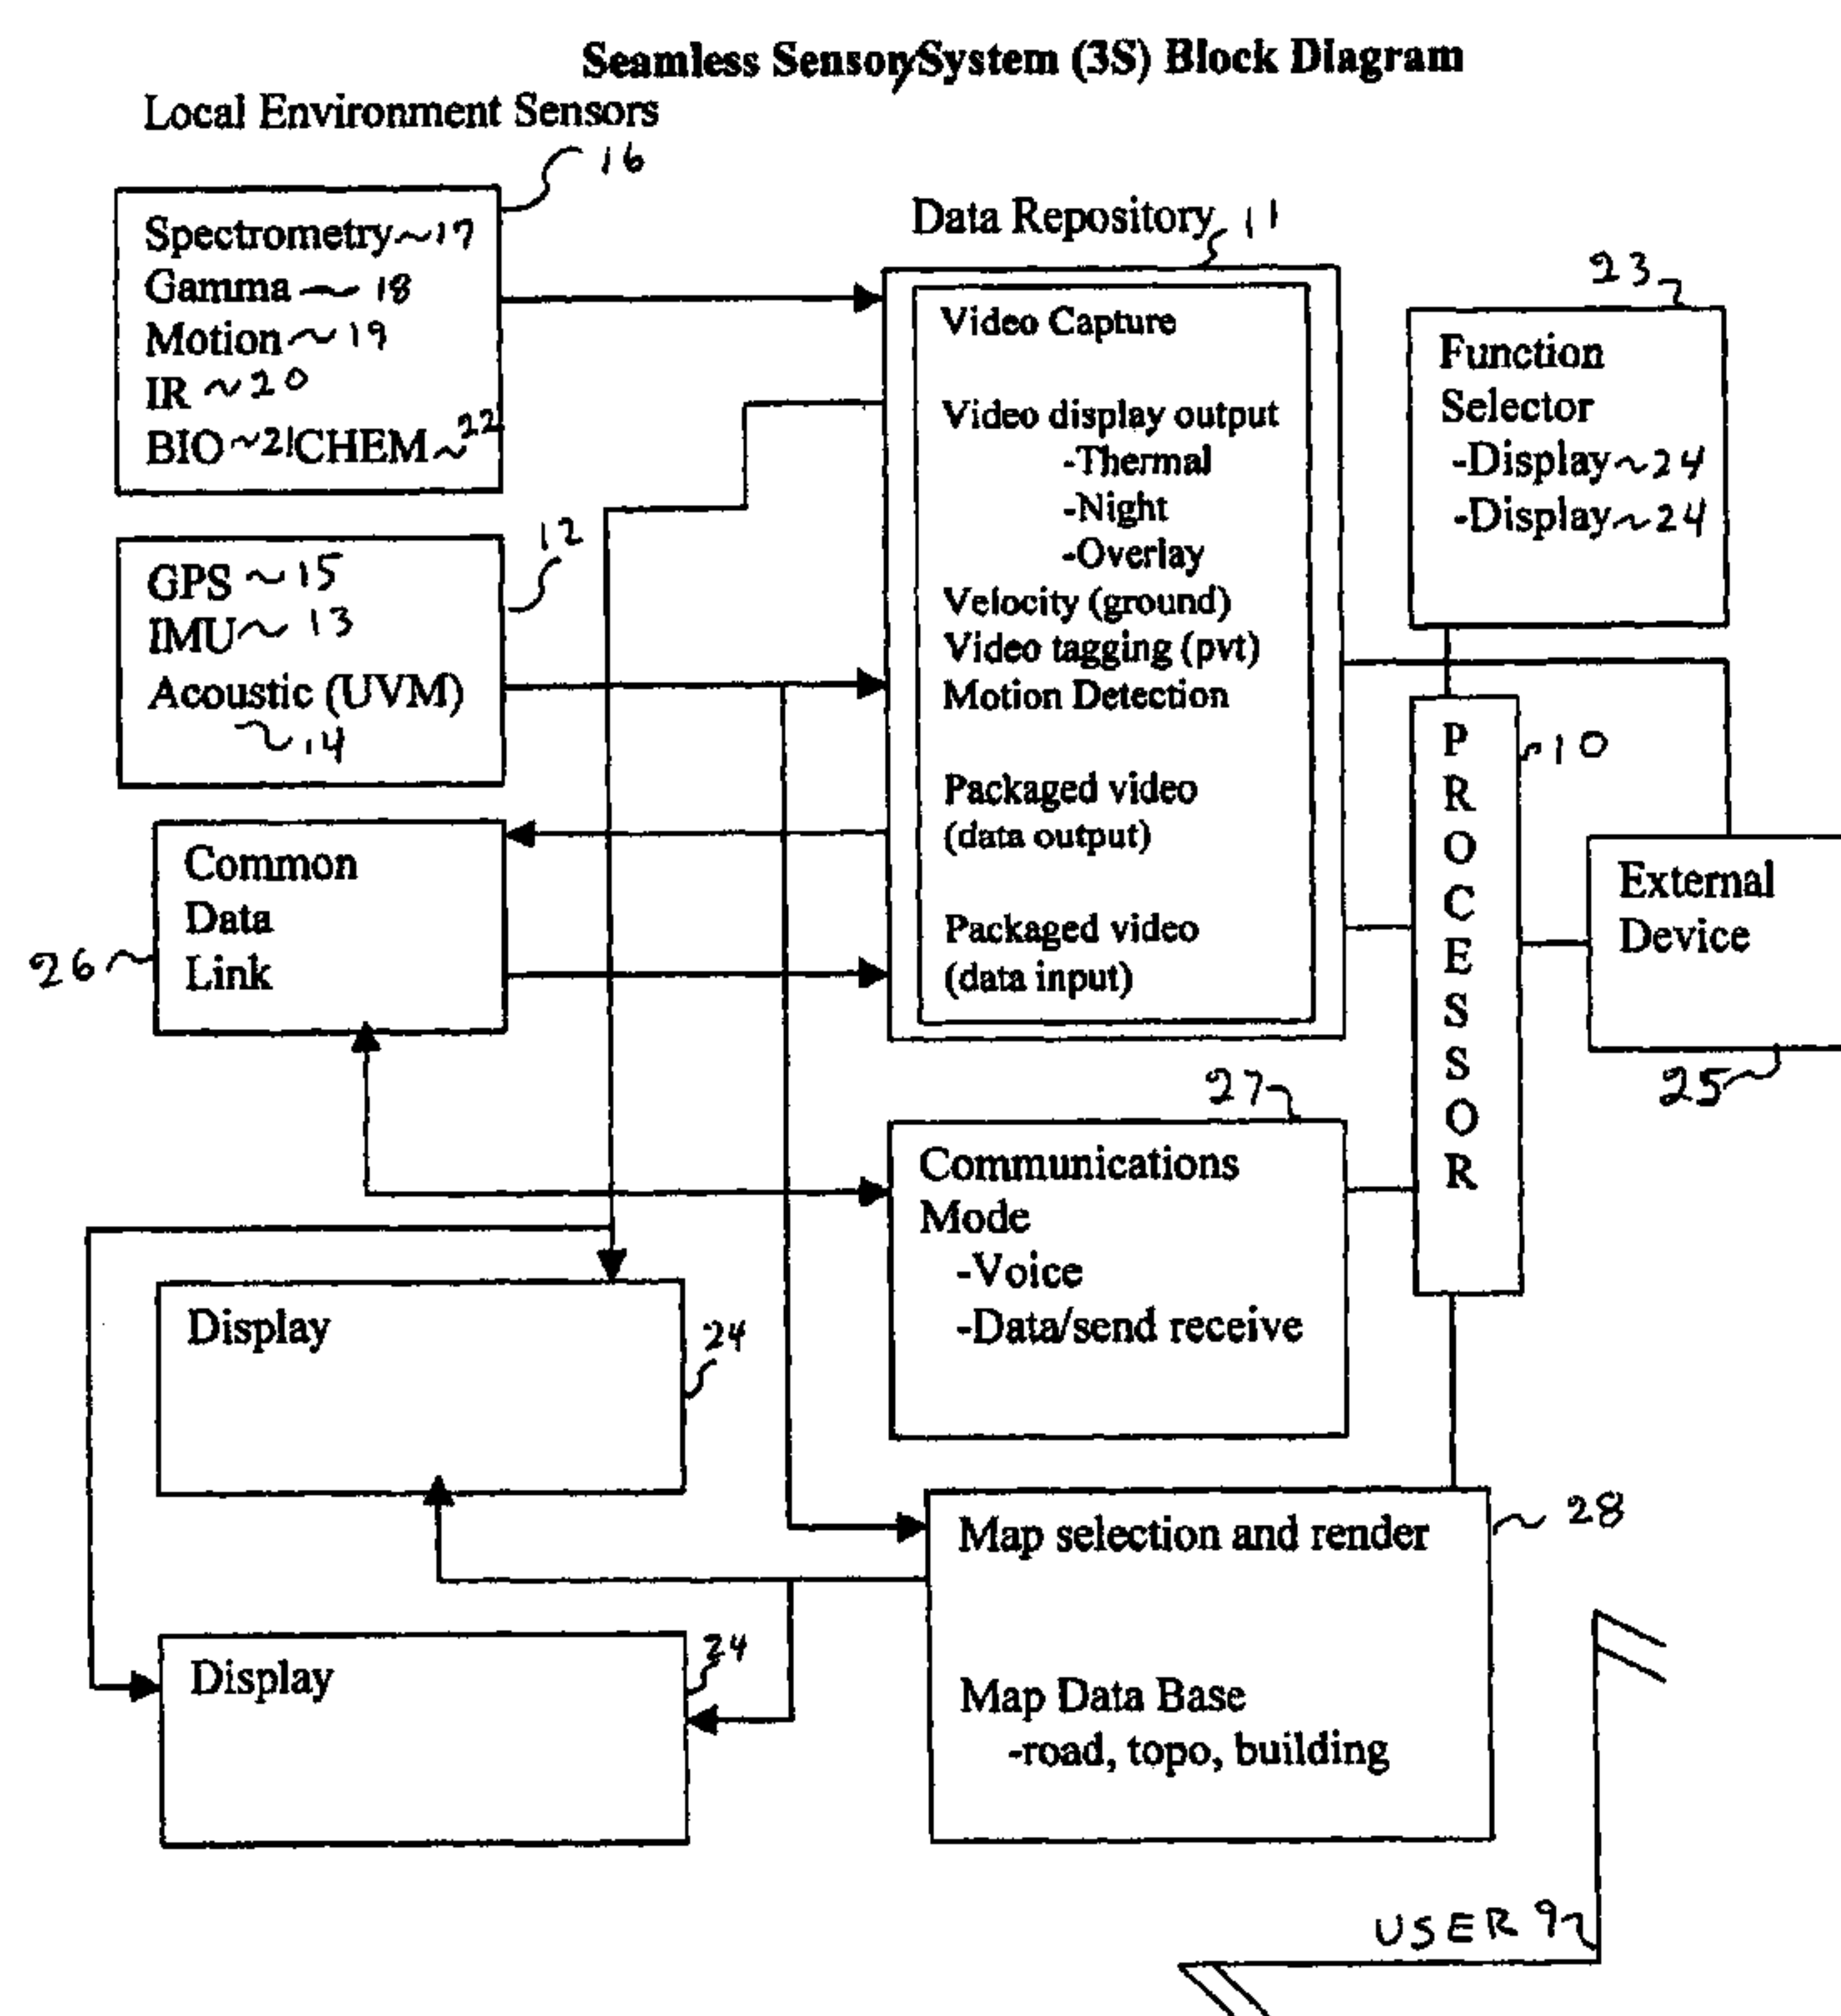 Seamless Sensory System (3S) Block Diagram
Local Environment Sensors
16
Spectrometry ~17
Gamma ~ 18
Motion ~ 19
IR ~20
BIO ~21/CHEM ~22
GPS ~15
IMU ~ 13
Acoustic (UVM)
~14
12
Common
Data
Link
26
Display
24
Display
24
Data Repository 11
Video Capture
Video display output
-Thermal
-Night
-Overlay
Velocity (ground)
Video tagging (pvt)
Motion Detection
Packaged video
(data output)
Packaged video
(data input)
27
Communications
Mode
-Voice
-Data/send receive
Map selection and render
28
Map Data Base
-road, topo, building
23
Function
Selector
-Display ~24
-Display ~24
PROCESSOR
10
External
Device
25
USER 9